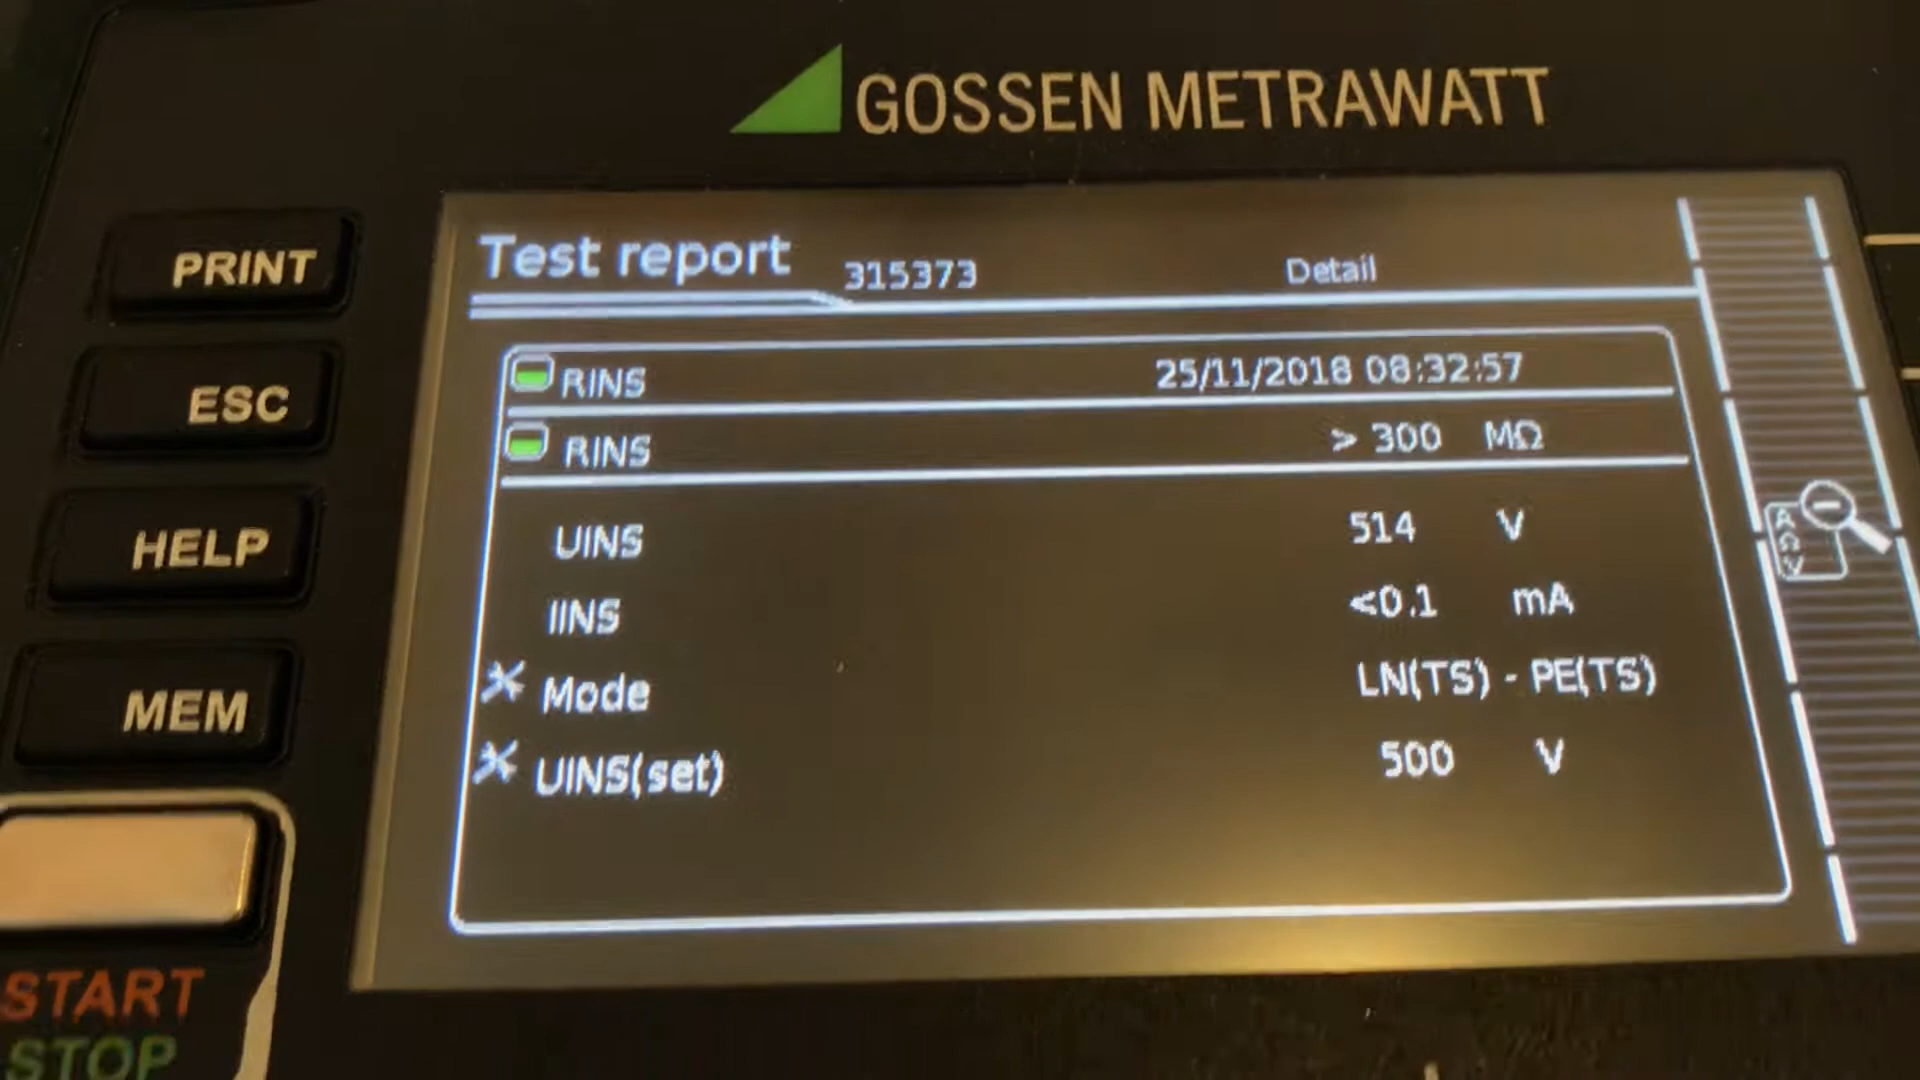 GOSSEN METRAWATT
PRINT
ESC
HELP
MEM
START
STOP
Test report 315373 Detail
RINS 25/11/2018 08:32:57
RINS > 300 MΩ
UINS 514 V
IINS <0.1 mA
Mode LN(TS) - PE(TS)
UINS(set) 500 V
A
Ω
V